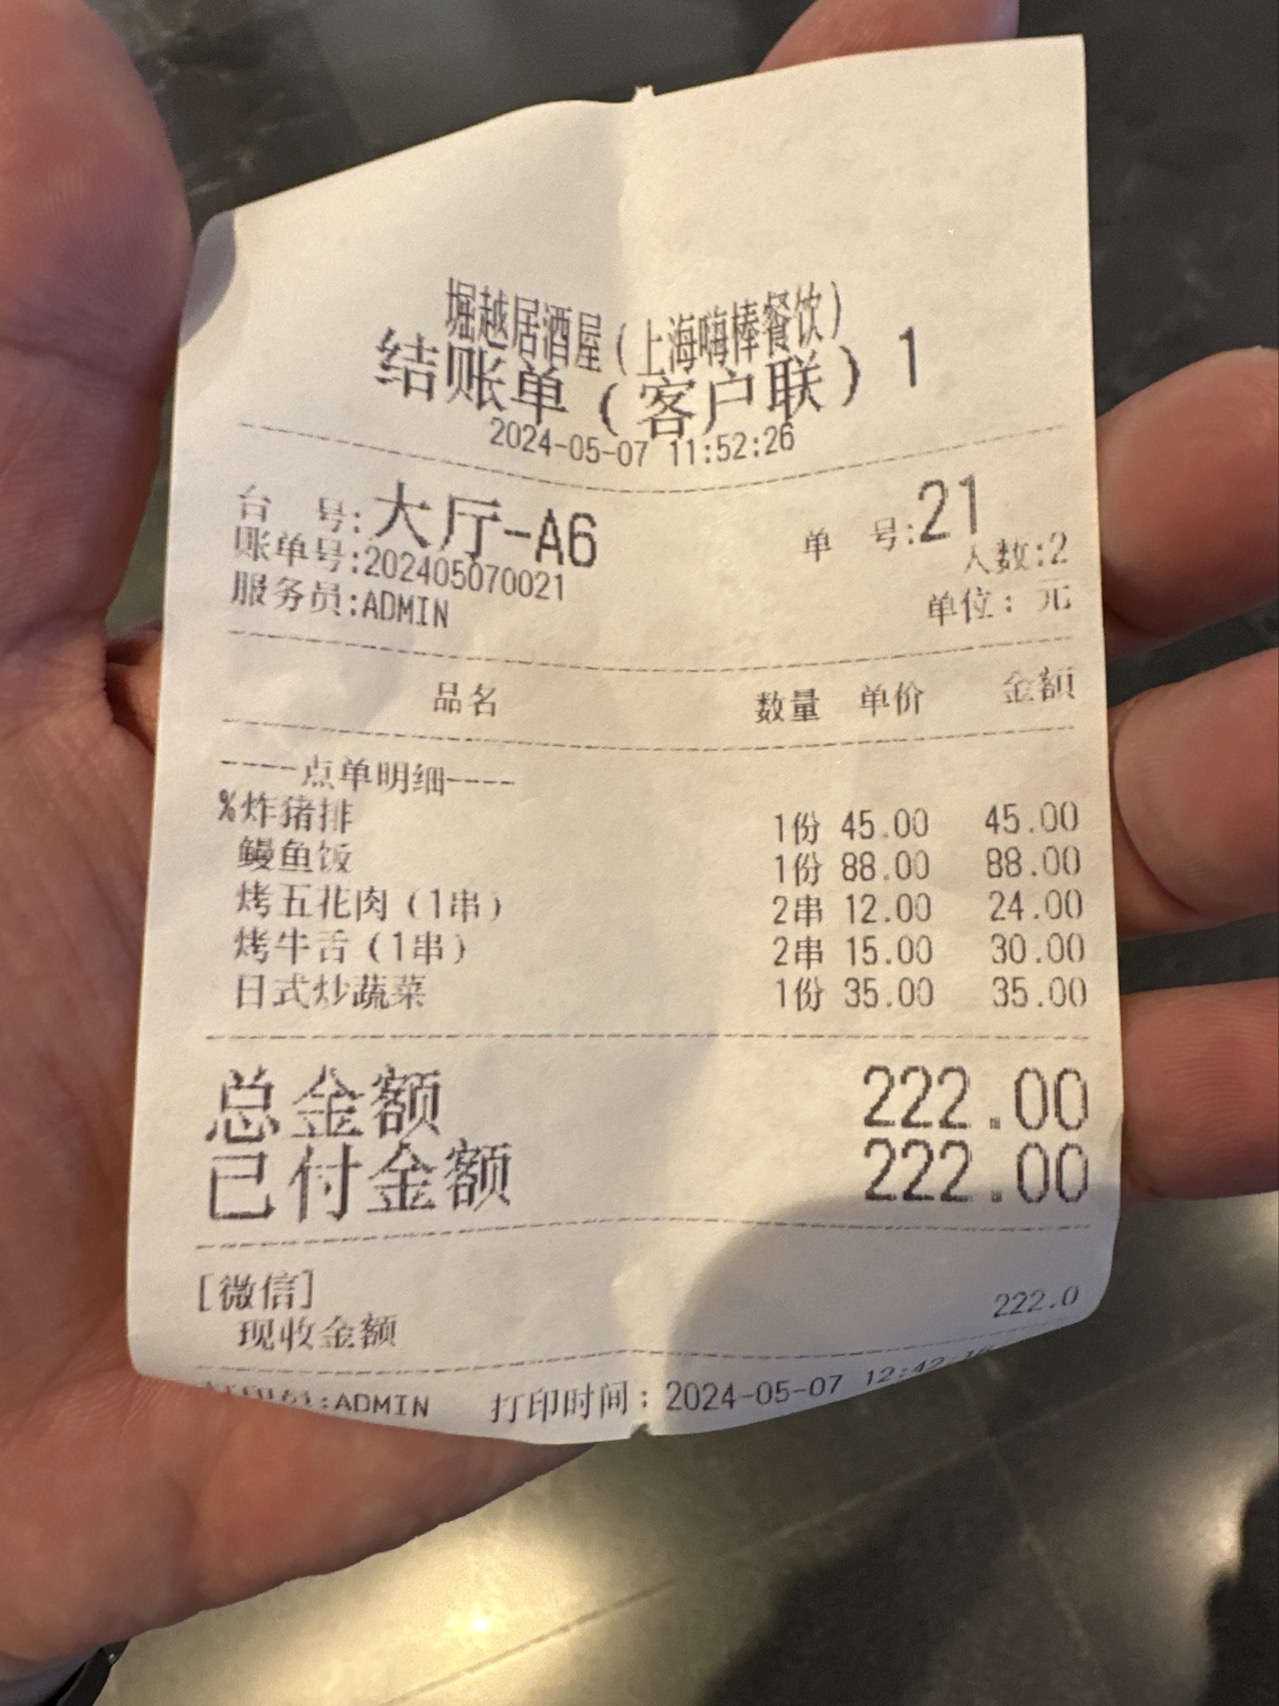 堀越居酒屋(上海嗨棒餐饮)
结账单(客户联)1
2024-05-07 11:52:26
台 号:大厅-A6 单 号:21
账单号:202405070021 人数:2
服务员:ADMIN 单位:元
品名 数量 单价 金额
----点单明细----
%炸猪排 1份 45.00 45.00
鳗鱼饭 1份 88.00 88.00
烤五花肉(1串) 2串 12.00 24.00
烤牛舌(1串) 2串 15.00 30.00
日式炒蔬菜 1份 35.00 35.00
总金额 222.00
已付金额 222.00
[微信]
现收金额 222.0
:ADMIN 打印时间:2024-05-07 12:42